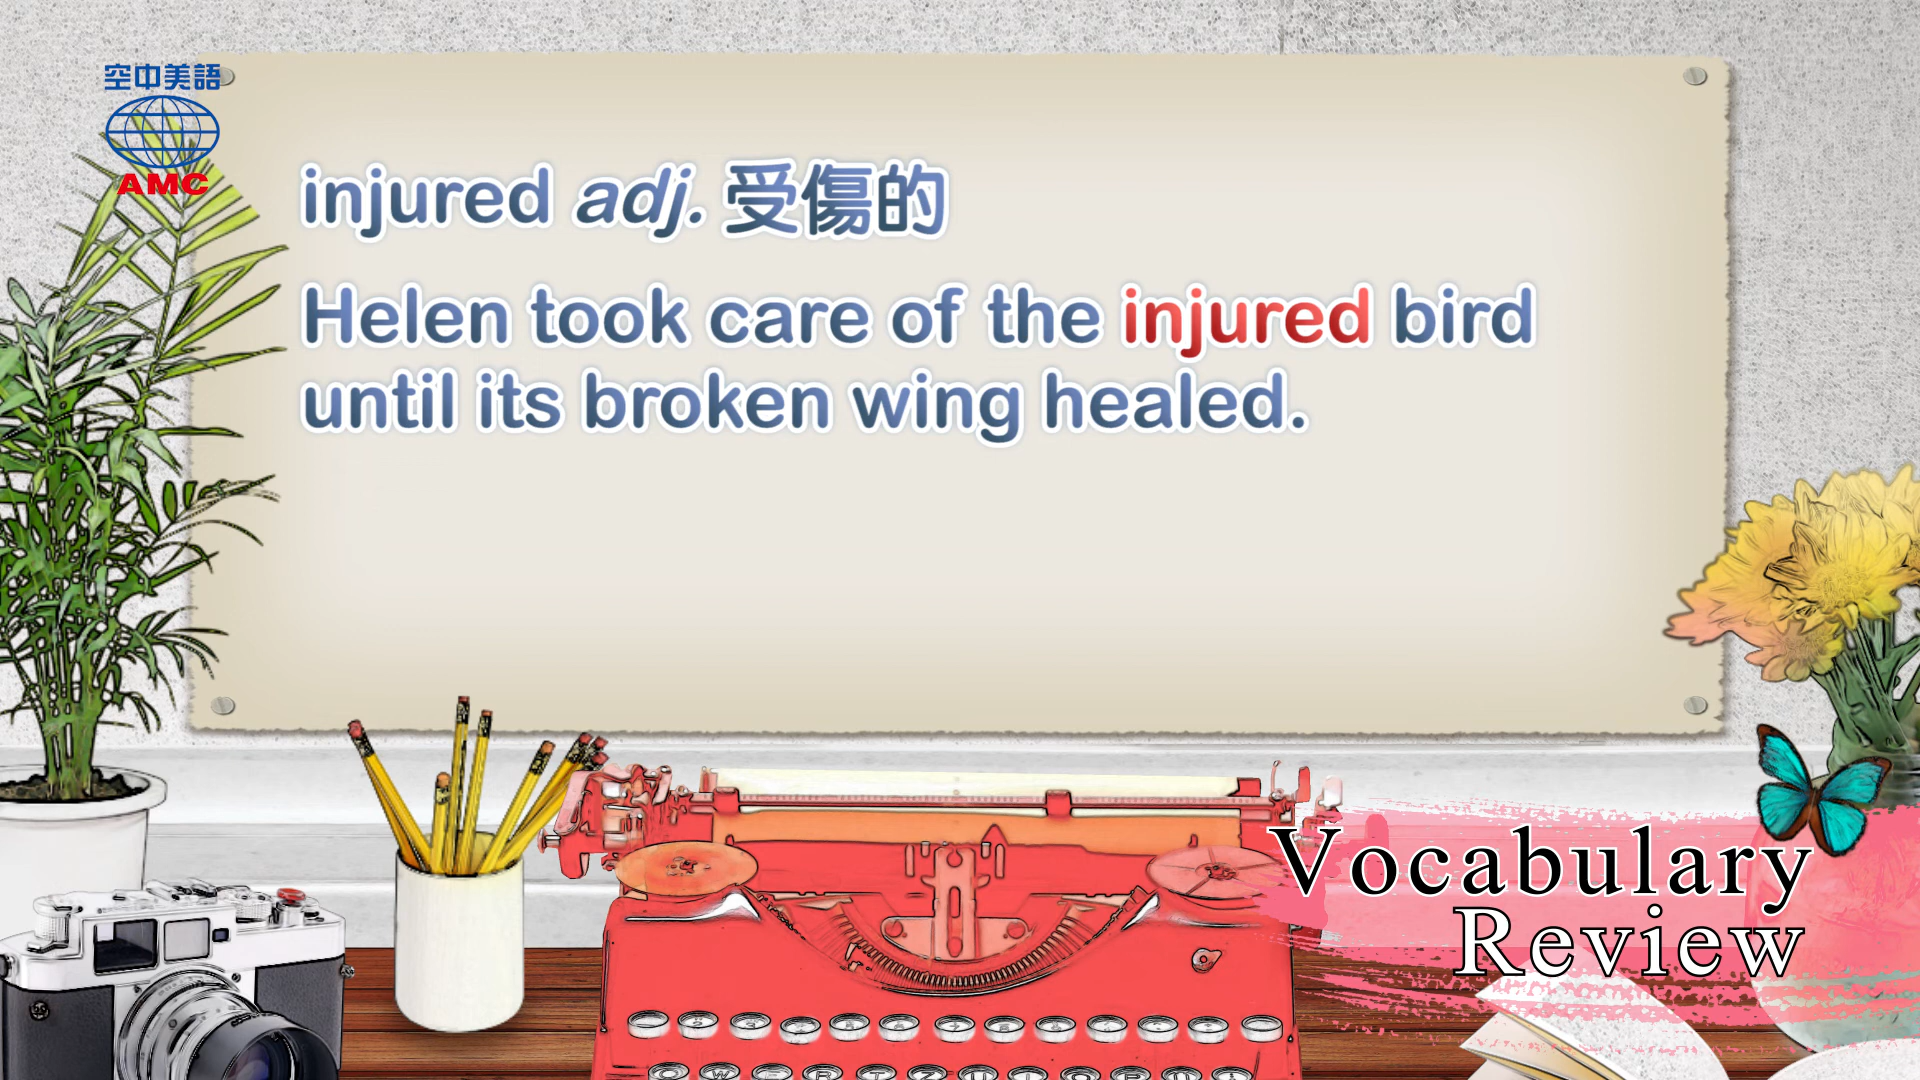 空中美語
AMC
injured adj. 受傷的
Helen took care of the injured bird
until its broken wing healed.
Vocabulary
Review